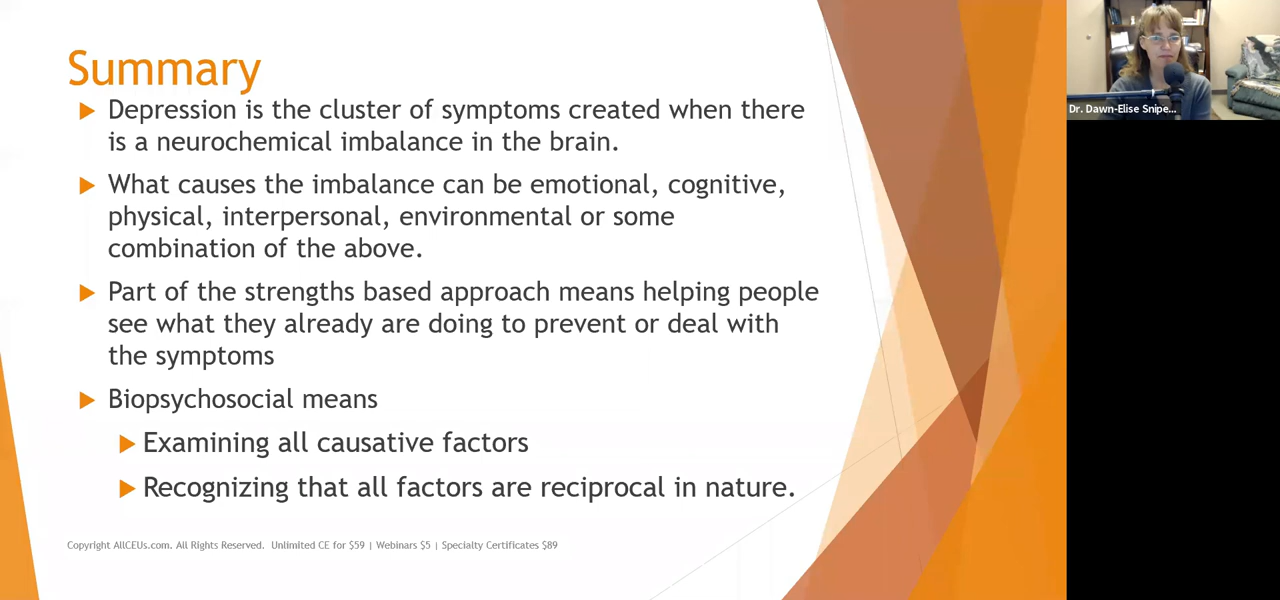 Summary
Depression is the cluster of symptoms created when there
is a neurochemical imbalance in the brain.
What causes the imbalance can be emotional, cognitive,
physical, interpersonal, environmental or some
combination of the above.
Part of the strengths based approach means helping people
see what they already are doing to prevent or deal with
the symptoms
Biopsychosocial means
Examining all causative factors
Recognizing that all factors are reciprocal in nature.
Copyright AllCEUs.com. All Rights Reserved. Unlimited CE for $59 | Webinars $5 | Specialty Certificates $89
Dr. Dawn-Elise Snipe...